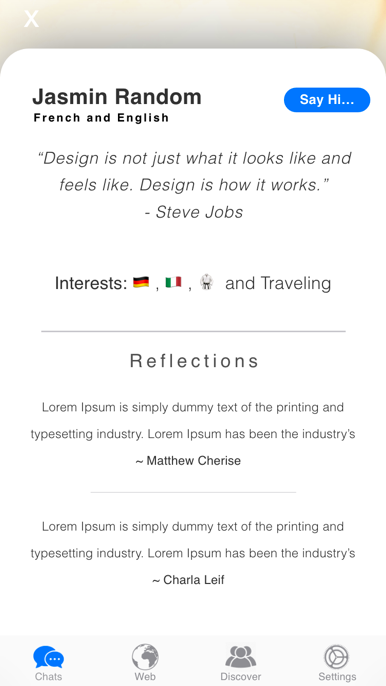 X
Jasmin Random
Say Hi...
French and English
“Design is not just what it looks like and
feels like. Design is how it works.”
- Steve Jobs
Interests: 🇩🇪 , 🇮🇹 , 🥋 and Traveling
Reflections
Lorem Ipsum is simply dummy text of the printing and
typesetting industry. Lorem Ipsum has been the industry’s
~ Matthew Cherise
Lorem Ipsum is simply dummy text of the printing and
typesetting industry. Lorem Ipsum has been the industry’s
~ Charla Leif
Chats Web Discover Settings